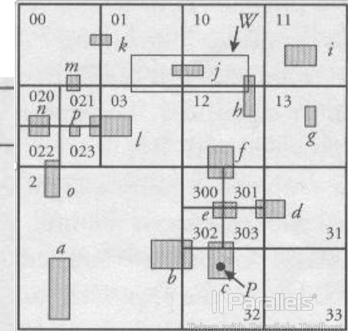 00 01 10 W 11
k
m j i
020 021 03 12 h 13
n p l g
022 023 f
2 o 300 301
e d
302 303 31
a b
c P
|| Parallels
32 33